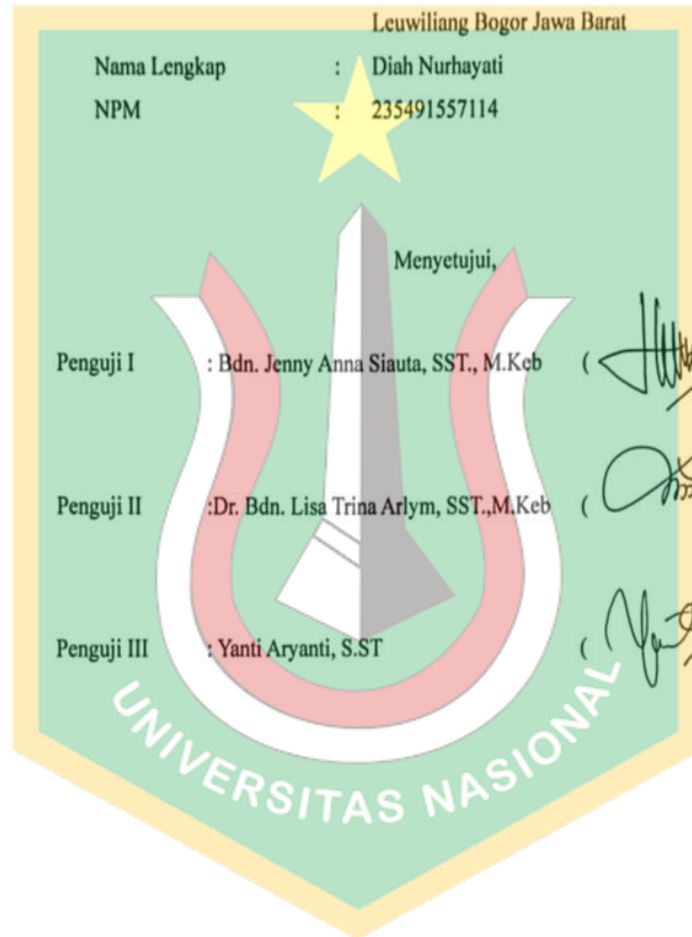 Leuwiliang Bogor Jawa Barat
Nama Lengkap : Diah Nurhayati
NPM : 235491557114
Menyetujui,
Penguji I : Bdn. Jenny Anna Siauta, SST., M.Keb (
Penguji II :Dr. Bdn. Lisa Trina Arlym, SST.,M.Keb (
Penguji III : Yanti Aryanti, S.ST (
UNIVERSITAS NASIONAL